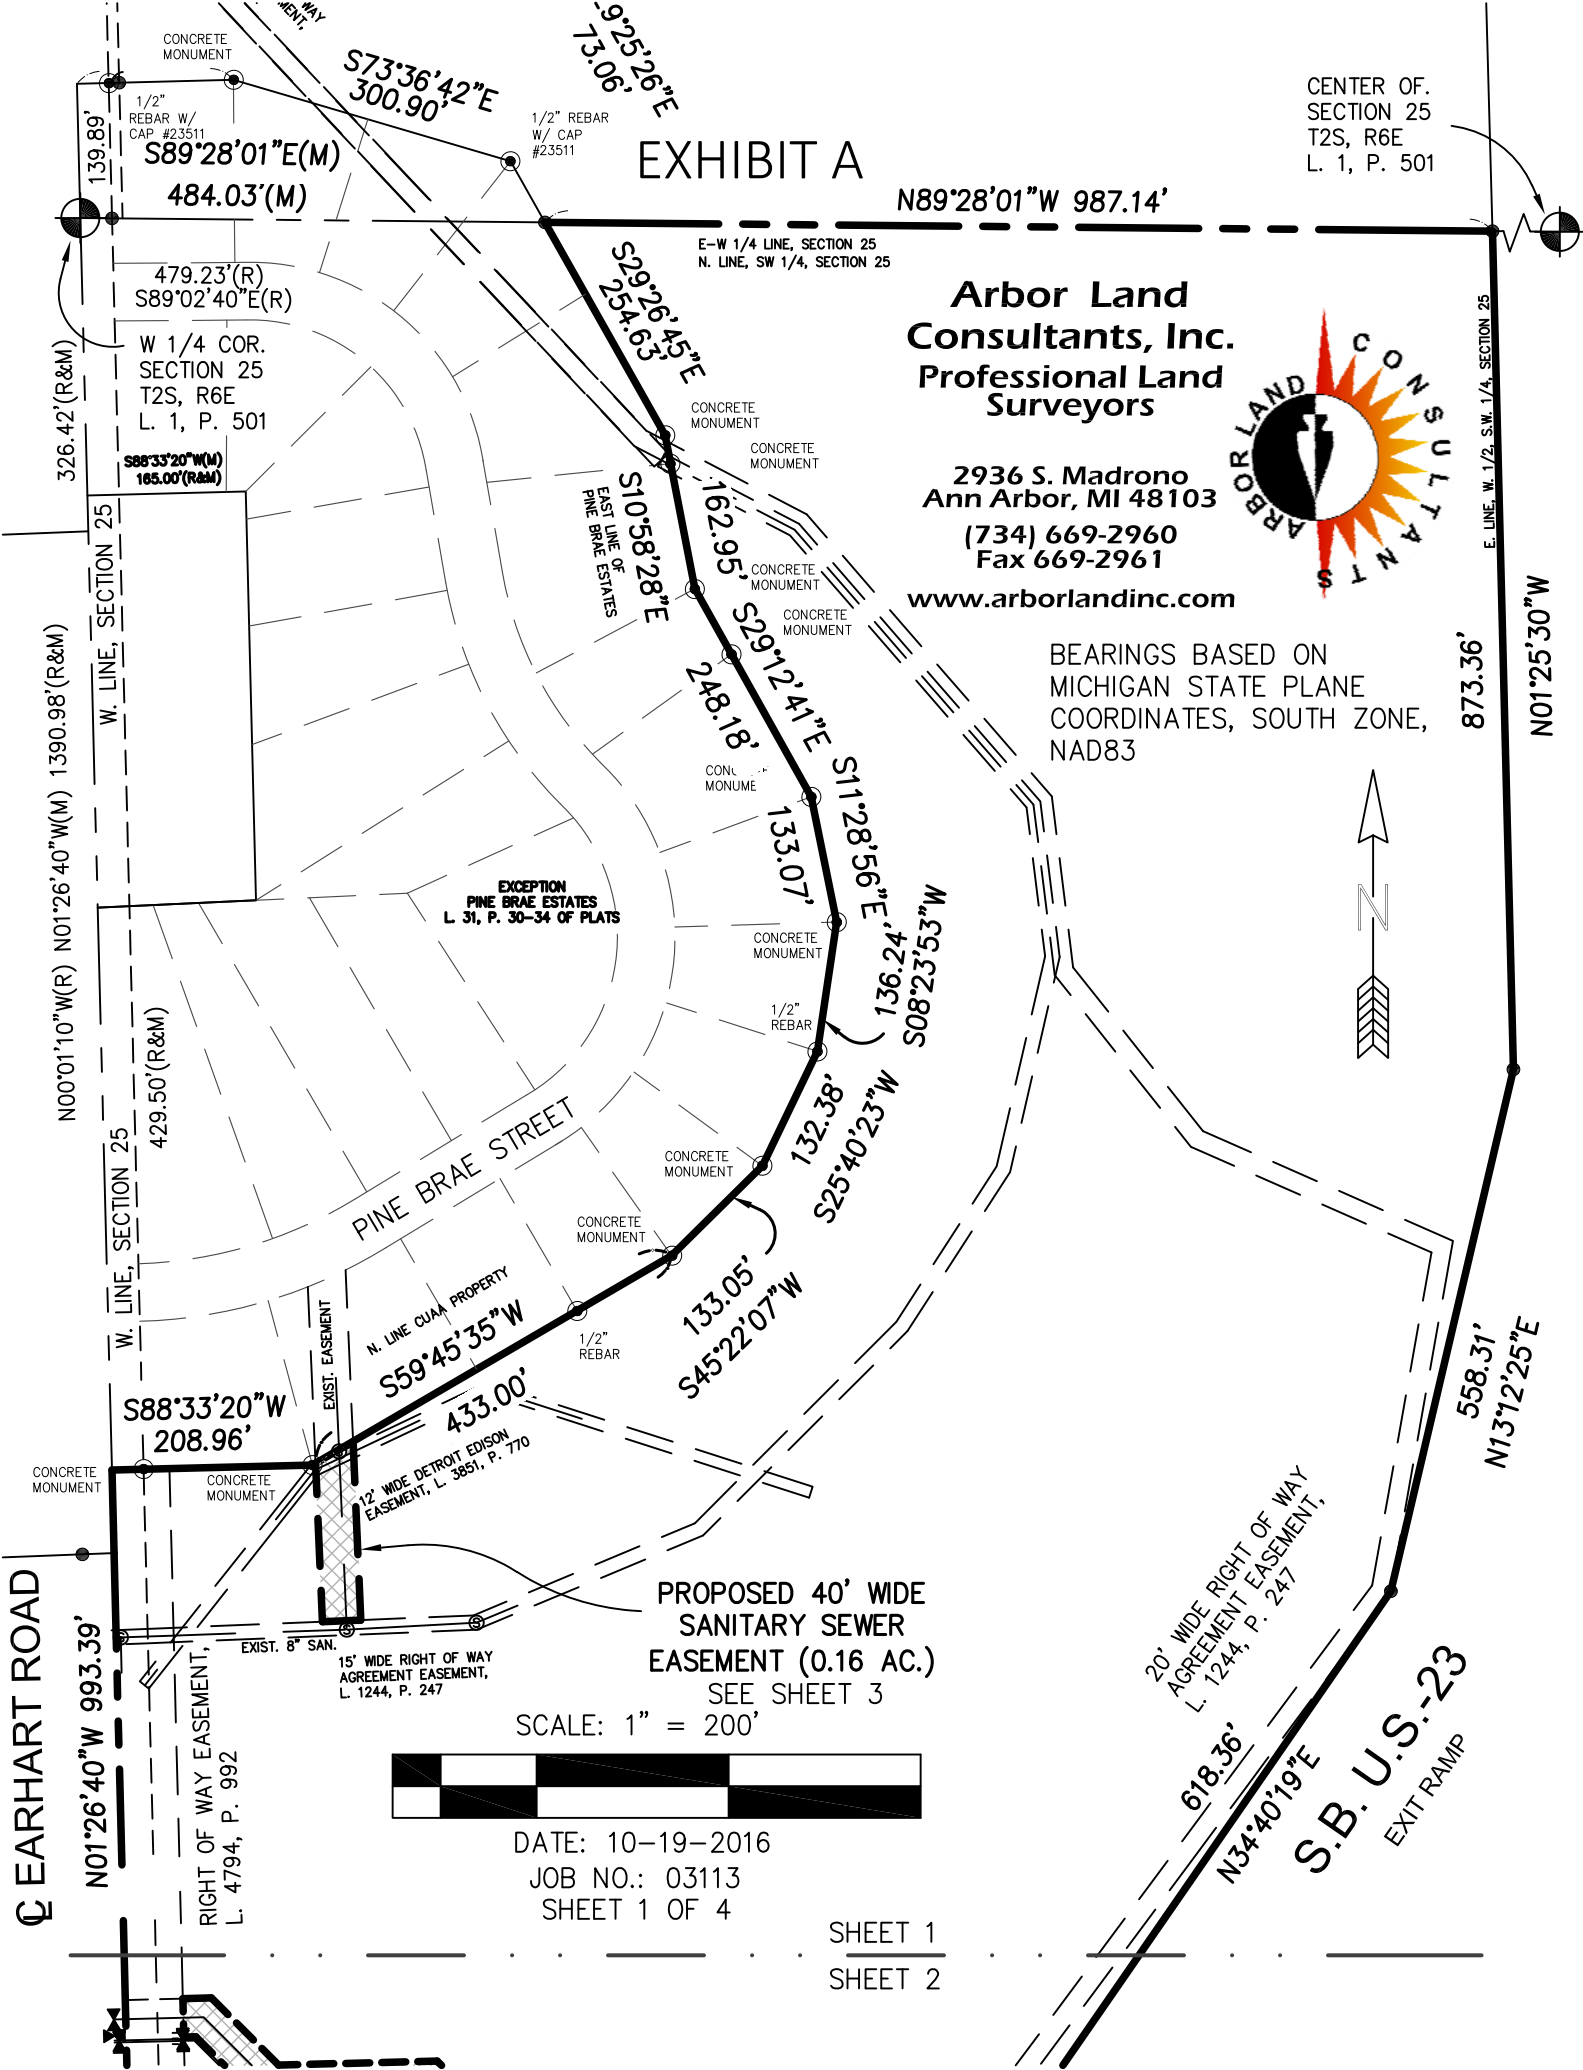 WAY
MENT,
9°25'26"E
73.06'
CONCRETE
MONUMENT
S73°36'42"E
300.90'
1/2"
REBAR W/
CAP #23511
1/2" REBAR
W/ CAP
#23511
139.89'
S89°28'01"E(M)
484.03'(M)
EXHIBIT A
CENTER OF.
SECTION 25
T2S, R6E
L. 1, P. 501
N89°28'01"W 987.14'
E-W 1/4 LINE, SECTION 25
N. LINE, SW 1/4, SECTION 25
479.23'(R)
S89°02'40"E(R)
W 1/4 COR.
SECTION 25
T2S, R6E
L. 1, P. 501
326.42'(R&M)
S88°33'20"W(M)
165.00'(R&M)
S29°26'45"E
254.63'
Arbor Land
Consultants, Inc.
Professional Land
Surveyors
2936 S. Madrono
Ann Arbor, MI 48103
(734) 669-2960
Fax 669-2961
www.arborlandinc.com
ARBOR LAND CONSULTANTS
E. LINE, W. 1/2, S.W. 1/4, SECTION 25
CONCRETE
MONUMENT
CONCRETE
MONUMENT
S10°58'28"E
162.95'
EAST LINE OF
PINE BRAE ESTATES
CONCRETE
MONUMENT
CONCRETE
MONUMENT
W. LINE, SECTION 25
N00°01'10"W(R) N01°26'40"W(M) 1390.98'(R&M)
S29°12'41"E
248.18'
BEARINGS BASED ON
MICHIGAN STATE PLANE
COORDINATES, SOUTH ZONE,
NAD83
873.36'
N01°25'30"W
CON
MONUME
S11°28'56"E
133.07'
EXCEPTION
PINE BRAE ESTATES
L. 31, P. 30-34 OF PLATS
N
CONCRETE
MONUMENT
136.24'
S08°23'53"W
1/2"
REBAR
429.50'(R&M)
132.38'
S25°40'23"W
W. LINE, SECTION 25
PINE BRAE STREET
CONCRETE
MONUMENT
CONCRETE
MONUMENT
133.05'
S45°22'07"W
N. LINE CUAA PROPERTY
S59°45'35"W
433.00'
EXIST. EASEMENT
1/2"
REBAR
558.31'
N13°12'25"E
S88°33'20"W
208.96'
CONCRETE
MONUMENT
CONCRETE
MONUMENT
12' WIDE DETROIT EDISON
EASEMENT, L. 3851, P. 770
PROPOSED 40' WIDE
SANITARY SEWER
EASEMENT (0.16 AC.)
SEE SHEET 3
S
S
S
EXIST. 8" SAN.
15' WIDE RIGHT OF WAY
AGREEMENT EASEMENT,
L. 1244, P. 247
20' WIDE RIGHT OF WAY
AGREEMENT EASEMENT,
L. 1244, P. 247
℄ EARHART ROAD
N01°26'40"W 993.39'
RIGHT OF WAY EASEMENT,
L. 4794, P. 992
SCALE: 1" = 200'
DATE: 10-19-2016
JOB NO.: 03113
SHEET 1 OF 4
618.36'
N34°40'19"E
S.B. U.S.-23
EXIT RAMP
SHEET 1
SHEET 2